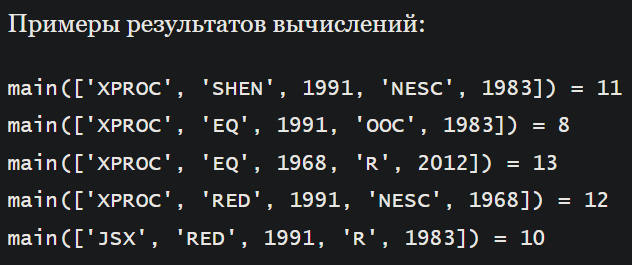 Примеры результатов вычислений:
main(['XPROC', 'SHEN', 1991, 'NESC', 1983]) = 11
main(['XPROC', 'EQ', 1991, 'OOC', 1983]) = 8
main(['XPROC', 'EQ', 1968, 'R', 2012]) = 13
main(['XPROC', 'RED', 1991, 'NESC', 1968]) = 12
main(['JSX', 'RED', 1991, 'R', 1983]) = 10